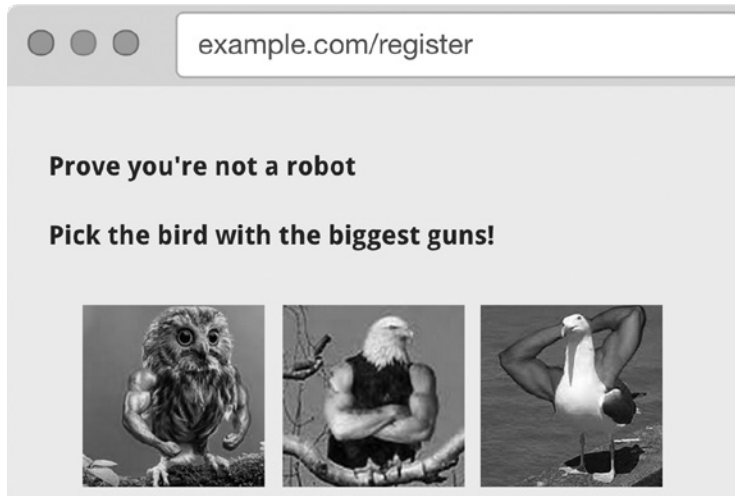 example.com/register
Prove you're not a robot
Pick the bird with the biggest guns!